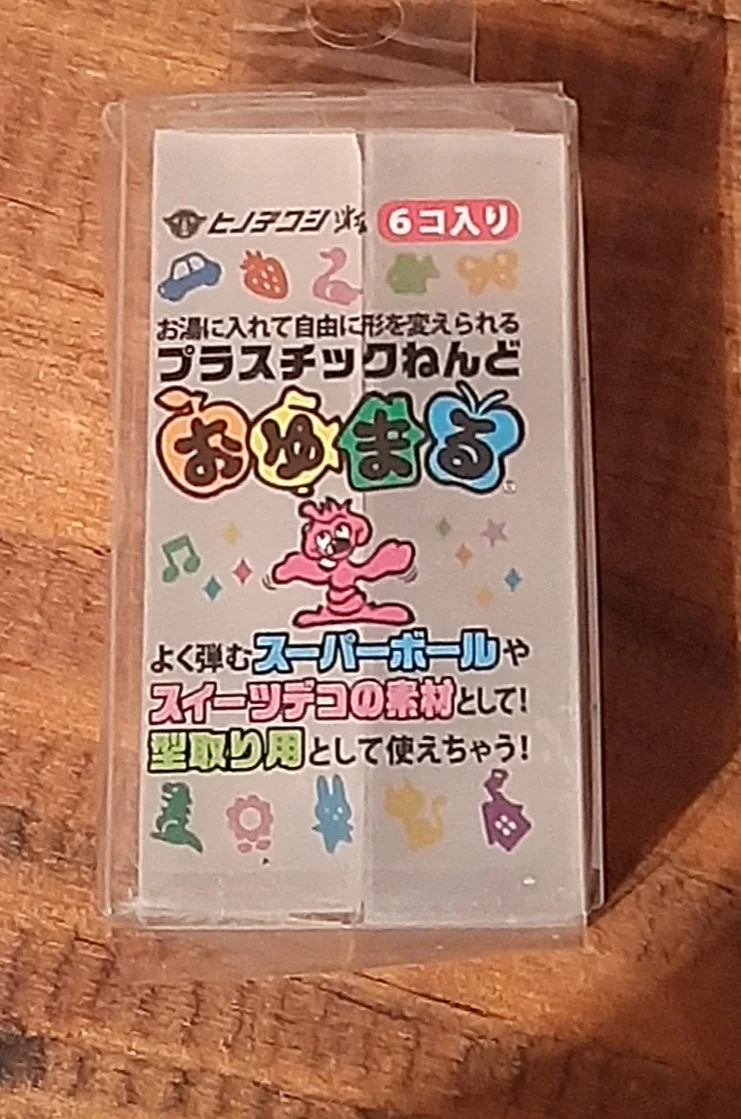 ヒノデワシ㈱
6コ入り
お湯に入れて自由に形を変えられる
プラスチックねんど
おゆまる
よく弾むスーパーボールや
スイーツデコの素材として!
型取り用として使えちゃう!